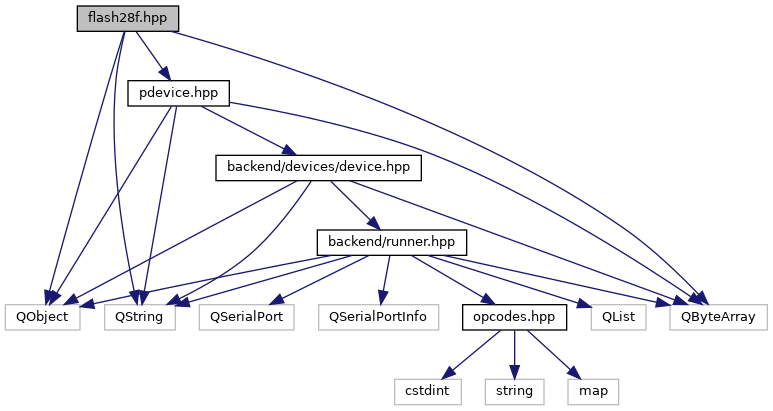 flash28f.hpp
pdevice.hpp
backend/devices/device.hpp
backend/runner.hpp
QObject
QString
QSerialPort
QSerialPortInfo
opcodes.hpp
QList
QByteArray
cstdint
string
map